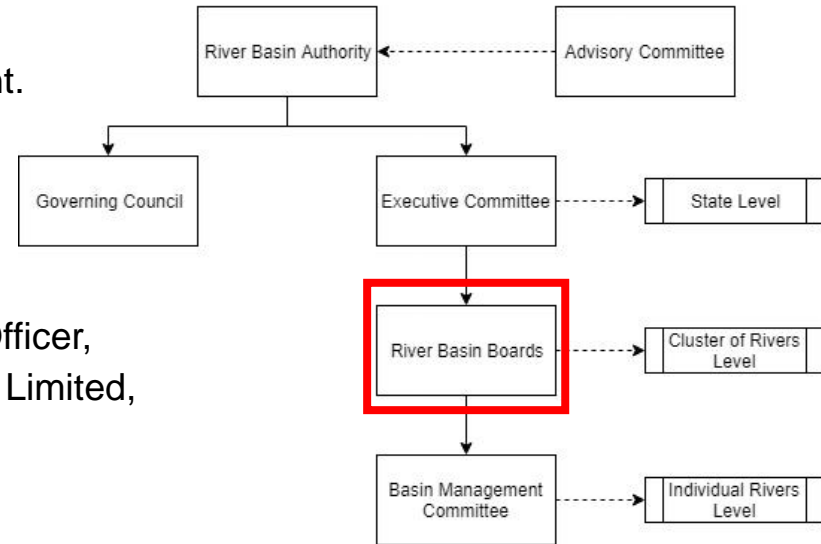 River Basin Authority
Advisory Committee
nt.
Governing Council
Executive Committee
State Level
fficer,
River Basin Boards
Cluster of Rivers
Level
Limited,
Basin Management
Committee
Individual Rivers
Level